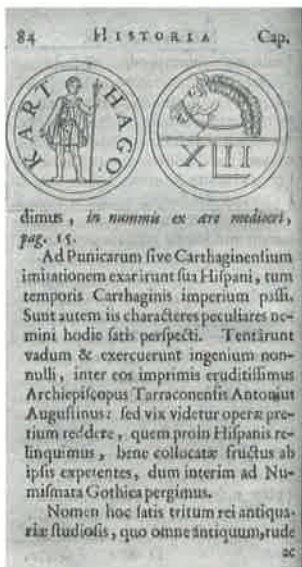 84 HISTORIA Cap.
KARTHAGO.
XLII
dimus, in nummis ex ære mediocri,
pag. 15.
Ad Punicarum sive Carthaginensium
imitationem exarirunt sua Hispani, tum
temporis Carthaginis imperium passi.
Sunt autem iis characteres peculiares ne-
mini hodie satis perspecti. Tentârunt
vadum & exercuerunt ingenium non-
nulli, inter eos imprimis eruditissimus
Archiepiscopus Tarraconensis Antonius
Augustinus: sed vix videtur operæ pre-
tium reddere, quem proin Hispanis re-
linquimus, bene collocatæ fructus ab
ipsis expetentes, dum interim ad Nu-
mismata Gothica pergimus.
Nomen hoc satis tritum rei antiqua-
riæ studiosis, quo omne antiquum, rude
ac